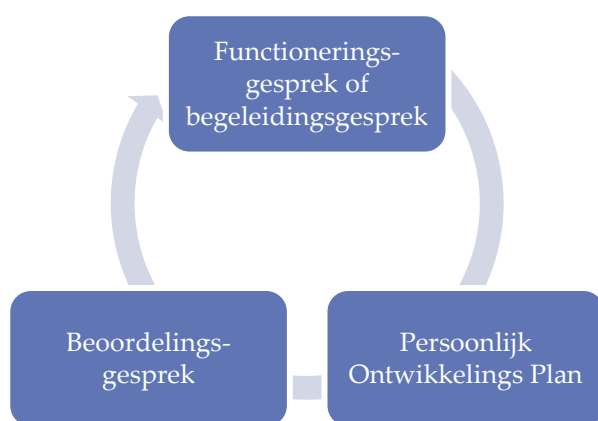 Functionerings-
gesprek of
begeleidingsgesprek
Beoordelings-
gesprek
Persoonlijk
Ontwikkelings Plan